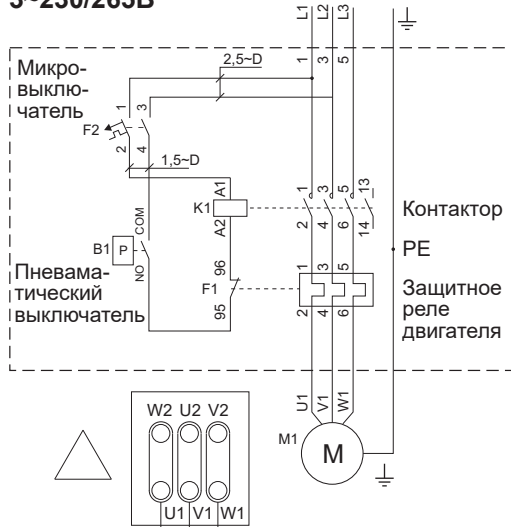 3~230/265В
L1 L2 L3
1 3 5
2,5~D
Микро-
выклю-
чатель
1 3
F2
2 4
1,5~D
A1
K1
A2
1 3 5 13
2 4 6 14
Контактор
COM
B1 P
NO
PE
Пневама-
тический
выключатель
96
F1
95
1 3 5
2 4 6
Защитное
реле
двигателя
U1 V1 W1
M1
M
W2 U2 V2
U1 V1 W1